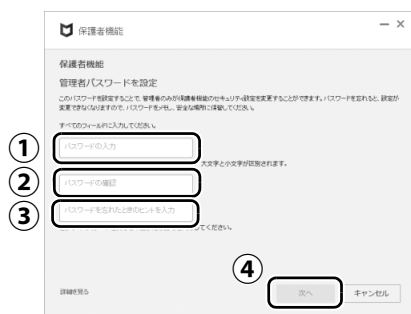 保護者機能
保護者機能
管理者パスワードを設定
このパスワードを設定することで、管理者のみが保護者機能のセキュリティ設定を変更することができます。パスワードを忘れると、設定が
変更できなくなりますので、パスワードをメモし、安全な場所に保管してください。
すべてのフィールドに入力してください。
① パスワードの入力
大文字と小文字が区別されます。
② パスワードの確認
③ パスワードを忘れたときのヒントを入力
てください。
④
詳細を見る 次へ キャンセル